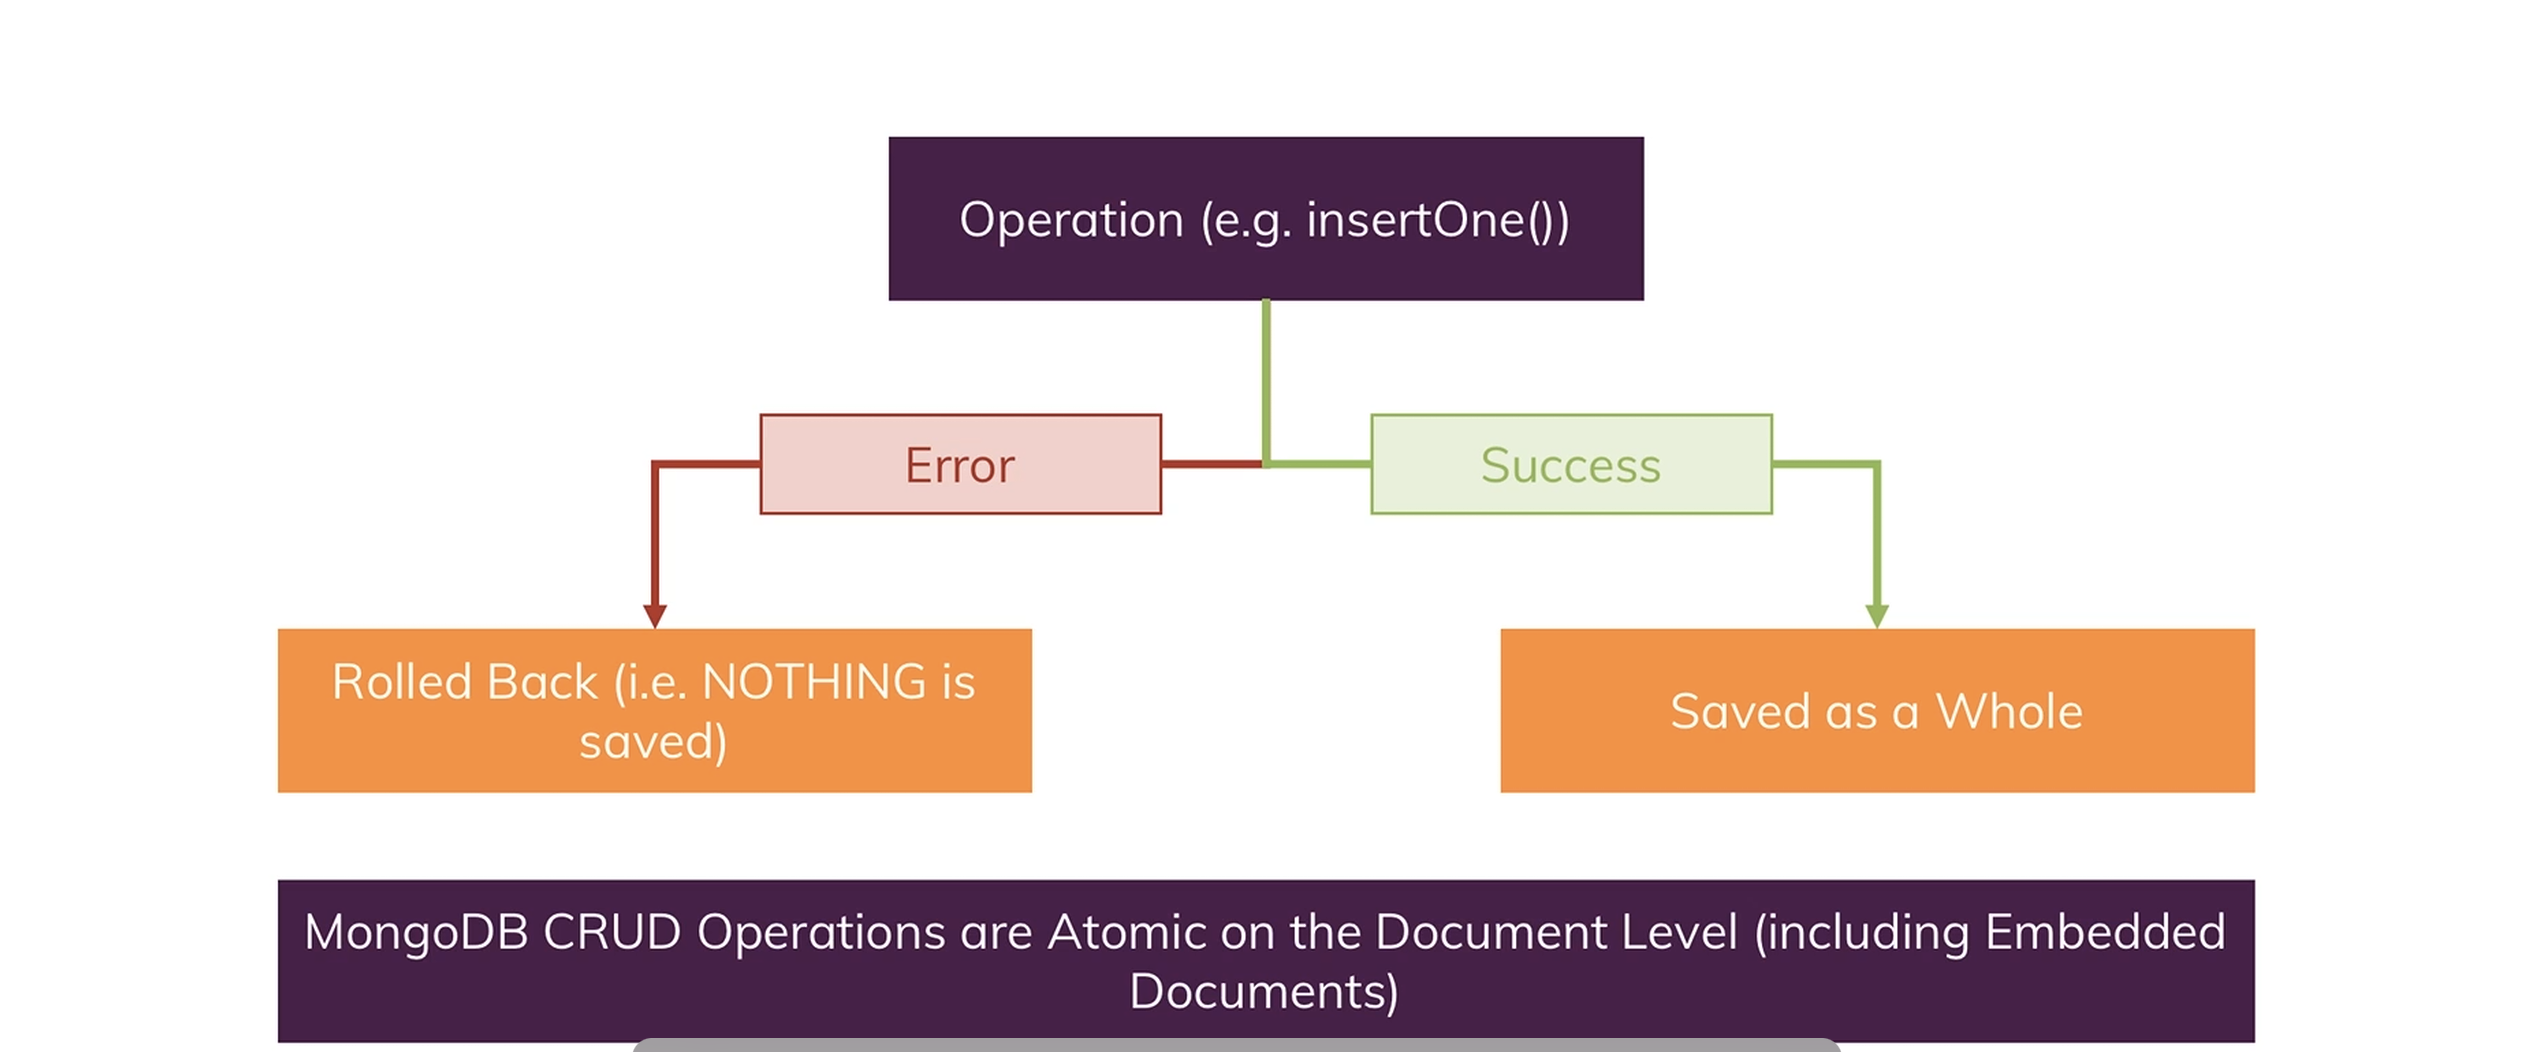 Operation (e.g. insertOne())
Error
Success
Rolled Back (i.e. NOTHING is
saved)
Saved as a Whole
MongoDB CRUD Operations are Atomic on the Document Level (including Embedded
Documents)